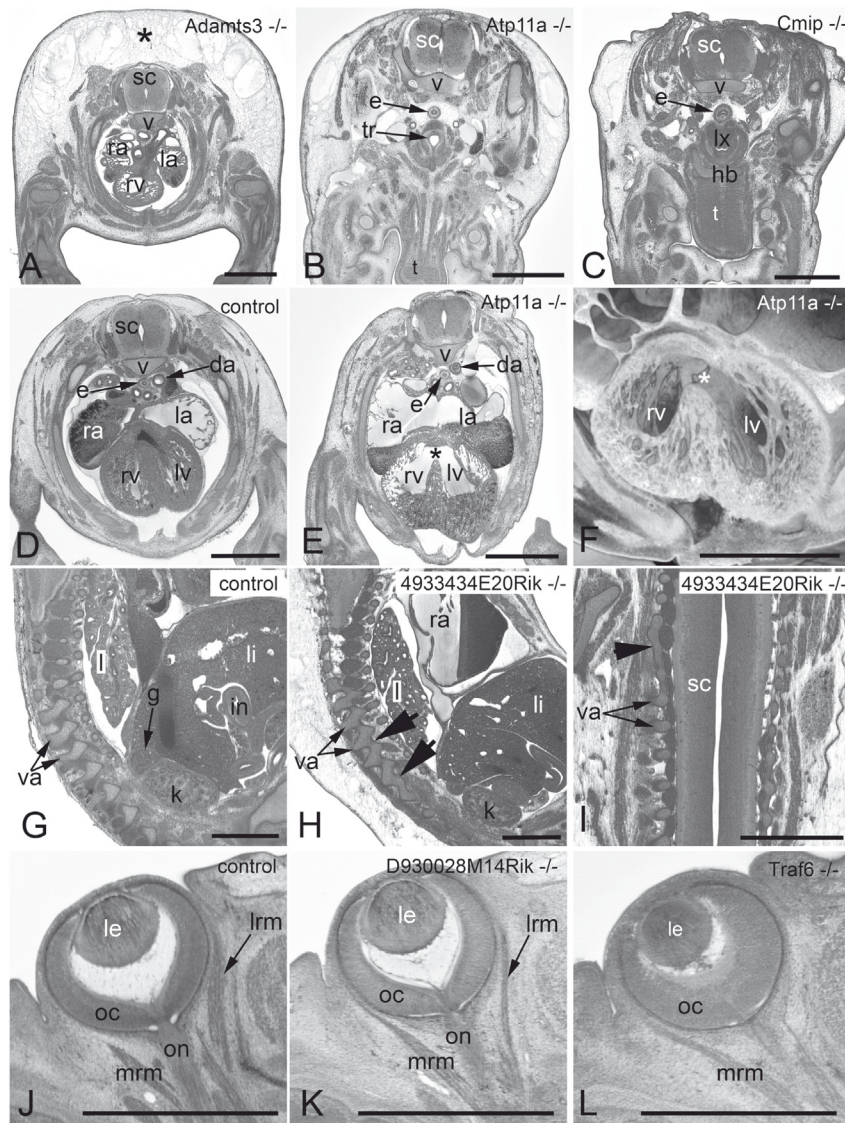 Adamts3 -/-
*
sc
v
ra
la
rv
A
Atp11a -/-
sc
v
e
tr
t
B
Cmip -/-
sc
v
e
lx
hb
t
C
control
sc
v
da
e
la
ra
rv
lv
D
Atp11a -/-
sc
v
da
e
ra
la
*
rv
lv
E
Atp11a -/-
*
rv
lv
F
control
l
li
g
in
va
k
G
4933434E20Rik -/-
ra
l
li
va
k
H
4933434E20Rik -/-
sc
va
I
control
le
lrm
oc
on
mrm
J
D930028M14Rik -/-
le
lrm
oc
on
mrm
K
Traf6 -/-
le
oc
mrm
L